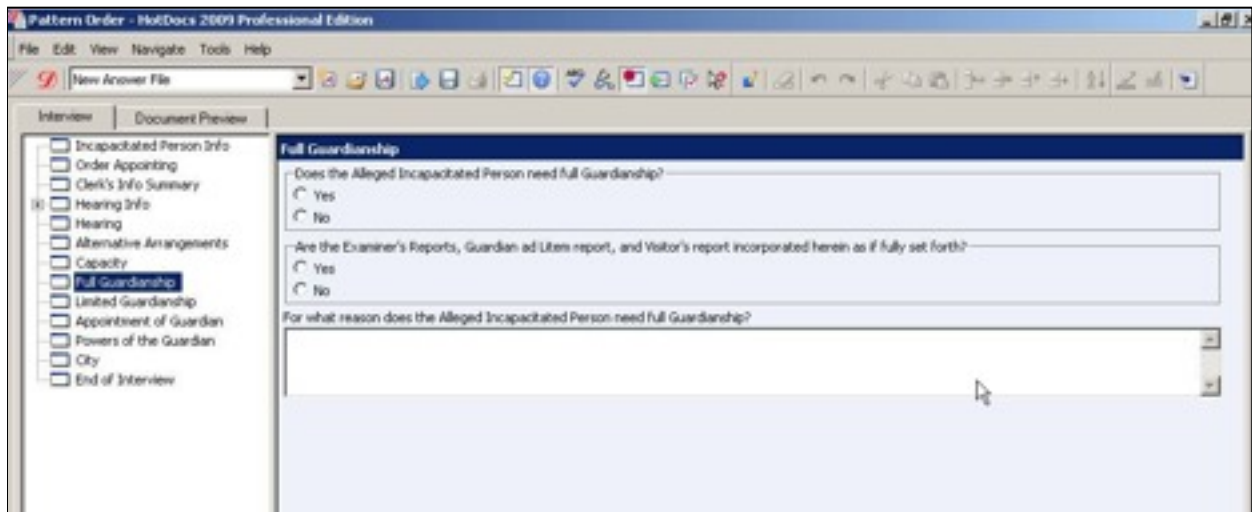 Pattern Order - HotDocs 2009 Professional Edition
File Edit View Navigate Tools Help
New Answer File
Interview Document Preview
Incapacitated Person Info
Order Appointing
Clerk's Info Summary
Hearing Info
Hearing
Alternative Arrangements
Capacity
Full Guardianship
Limited Guardianship
Appointment of Guardian
Powers of the Guardian
City
End of Interview
Full Guardianship
Does the Alleged Incapacitated Person need full Guardianship?
Yes
No
Are the Examiner's Reports, Guardian ad Litem report, and Visitor's report incorporated herein as if fully set forth?
Yes
No
For what reason does the Alleged Incapacitated Person need full Guardianship?